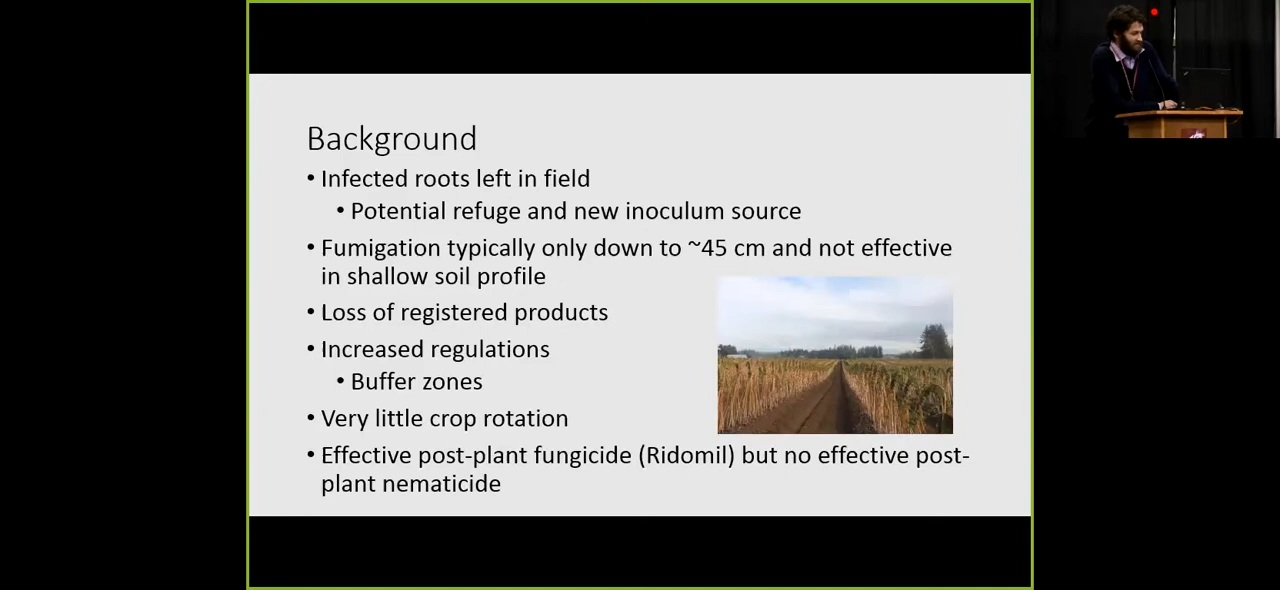 Background
• Infected roots left in field
• Potential refuge and new inoculum source
• Fumigation typically only down to ~45 cm and not effective
in shallow soil profile
• Loss of registered products
• Increased regulations
• Buffer zones
• Very little crop rotation
• Effective post-plant fungicide (Ridomil) but no effective post-
plant nematicide